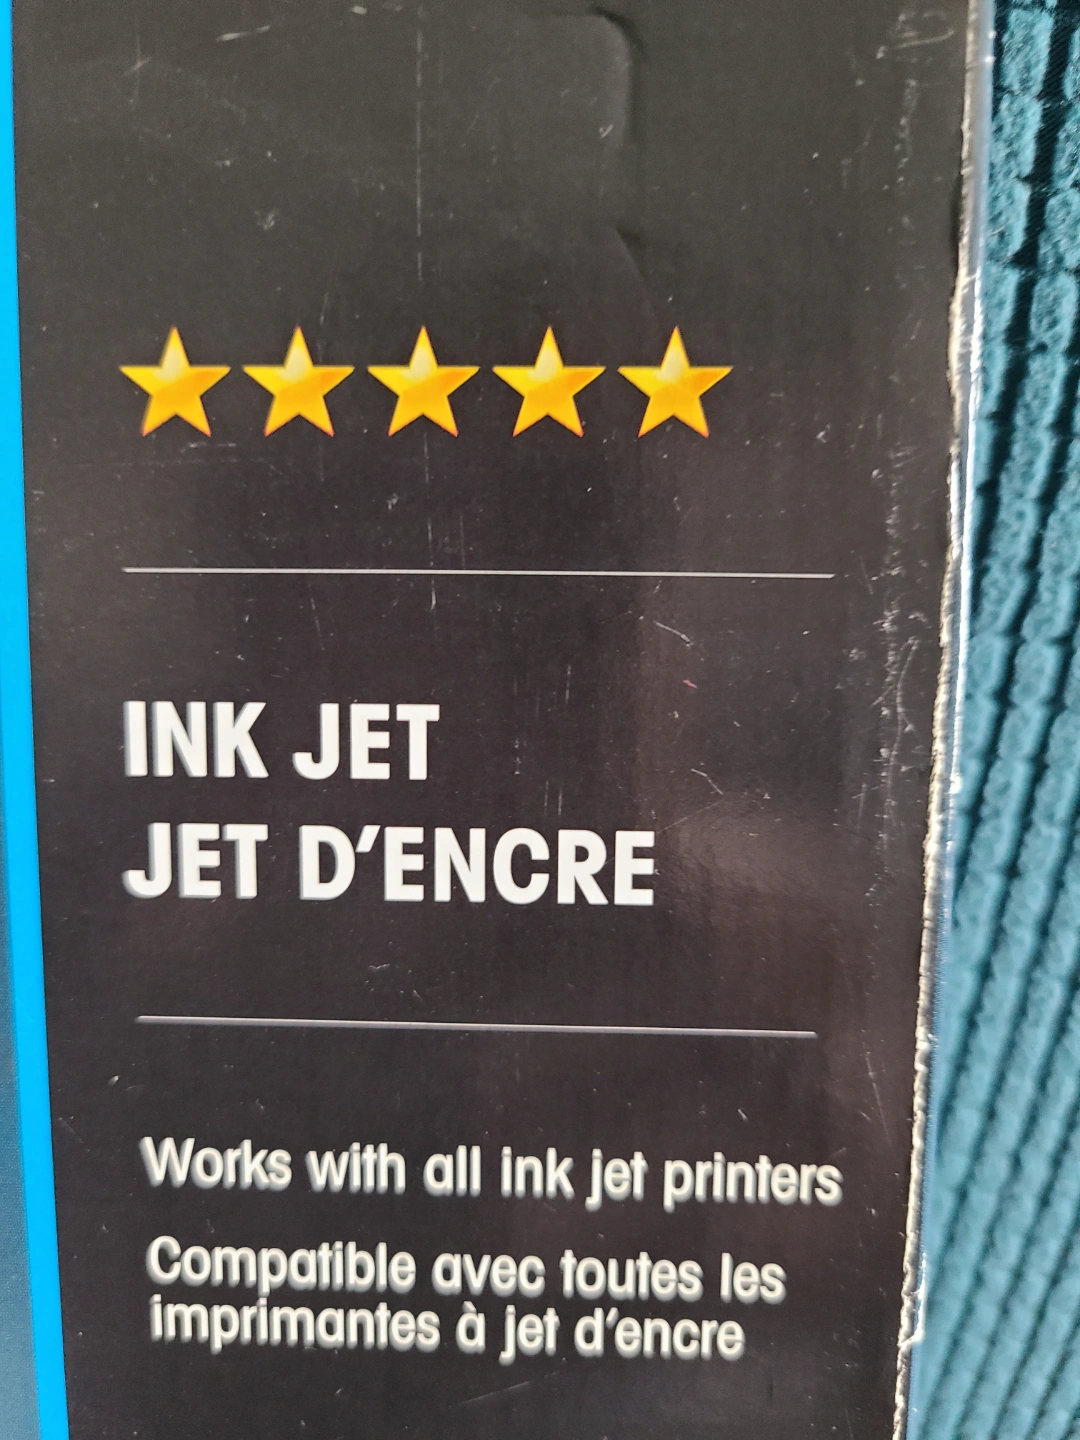 INK JET
JET D'ENCRE
Works with all ink jet printers
Compatible avec toutes les
imprimantes à jet d'encre